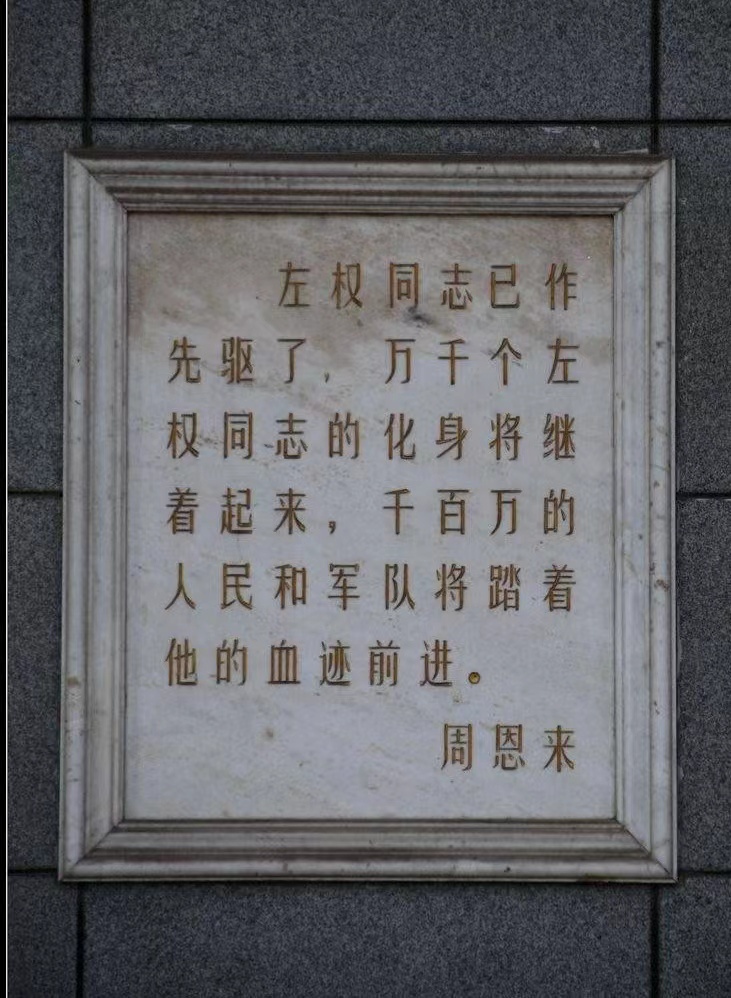 左权同志已作
先驱了，万千个左
权同志的化身将继
着起来，千百万的
人民和军队将踏着
他的血迹前进。
周恩来